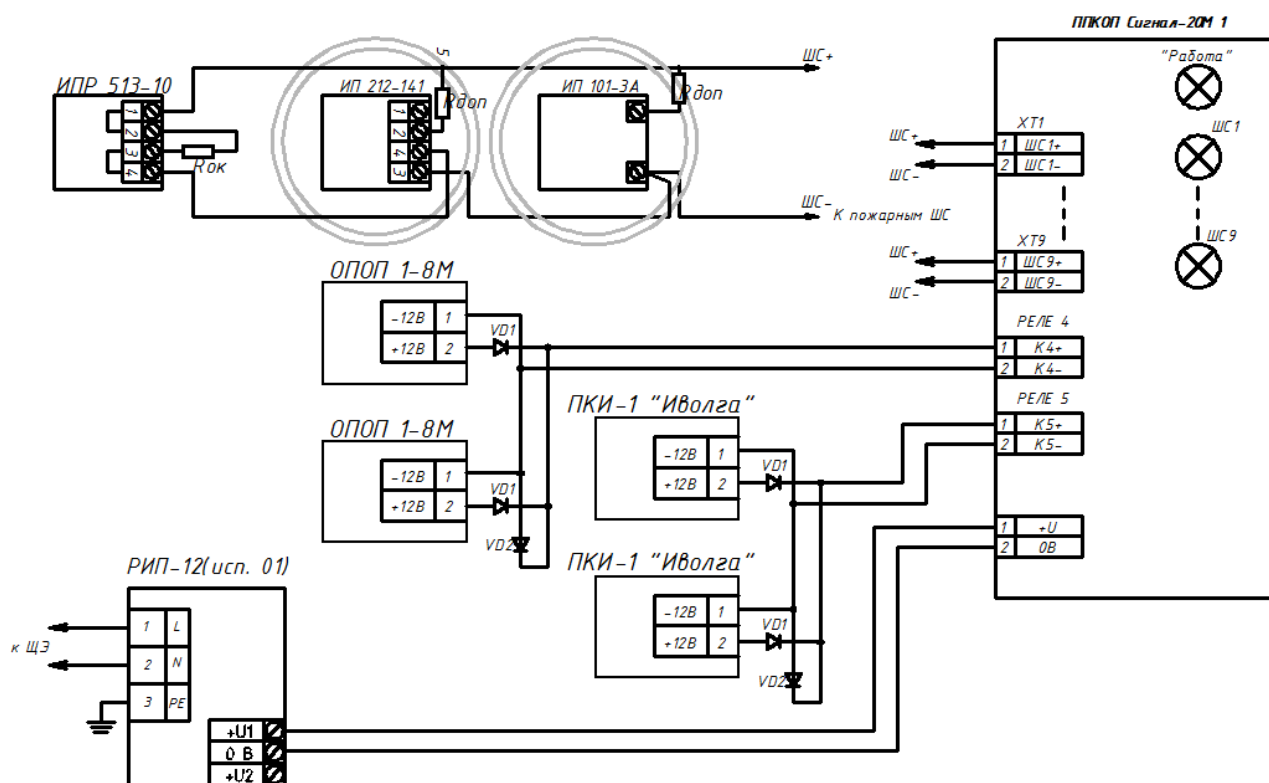 ППКОП Сигнал-20М 1
"Работа"
ШС+
5
ИПР 513-10
ИП 212-141
ИП 101-3А
Rдоп
Rдоп
1
2
3
4
Rок
1
2
4
3
ШС-
К пожарным ШС
ХТ1
ШС1
ШС+
1 ШС1+
2 ШС1-
ШС-
ХТ9
ШС9
ШС+
1 ШС9+
2 ШС9-
ШС-
ОПОП 1-8М
-12В 1
+12В 2
VD1
РЕЛЕ 4
1 К4+
2 К4-
ОПОП 1-8М
-12В 1
+12В 2
VD1
VD2
ПКИ-1 "Иволга"
-12В 1
+12В 2
VD1
РЕЛЕ 5
1 К5+
2 К5-
1 +U
2 0В
ПКИ-1 "Иволга"
-12В 1
+12В 2
VD1
VD2
РИП-12(исп. 01)
к ЩЭ
1 L
2 N
3 PE
+U1
0 В
+U2